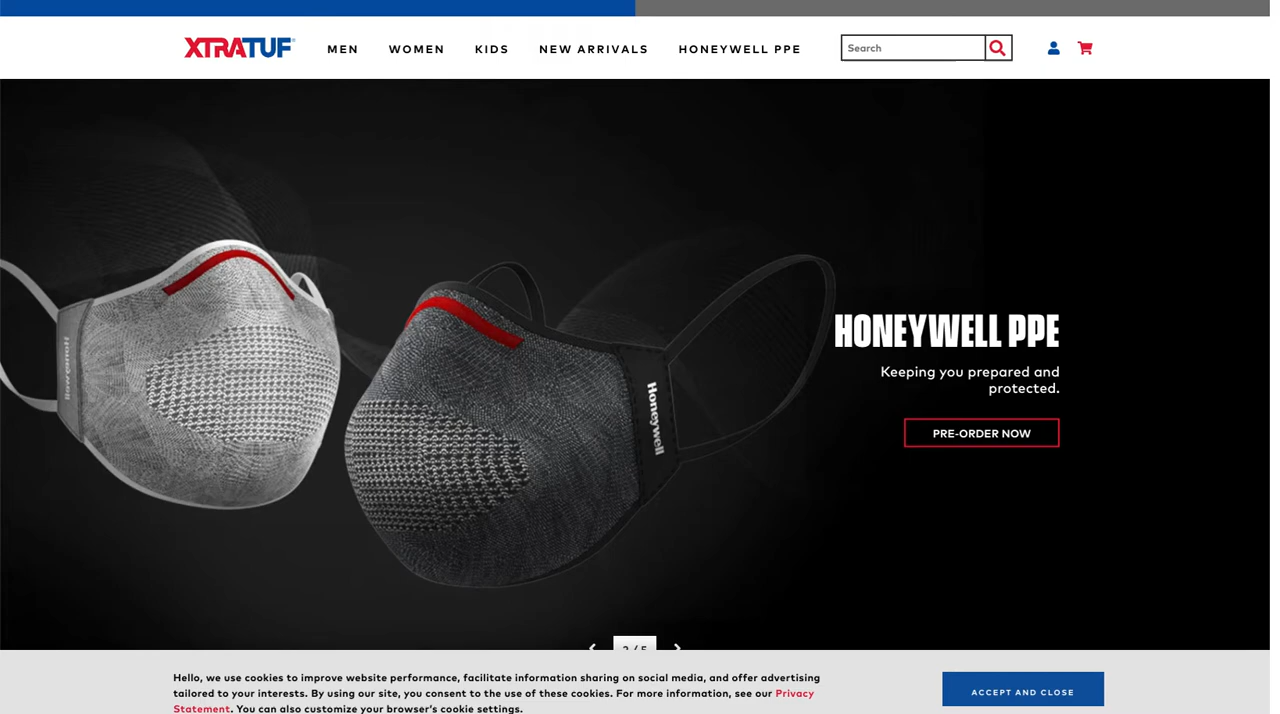 XTRATUF
MEN WOMEN KIDS NEW ARRIVALS HONEYWELL PPE
Search
Honeywell
Honeywell
HONEYWELL PPE
Keeping you prepared and
protected.
PRE-ORDER NOW
2 / 5
Hello, we use cookies to improve website performance, facilitate information sharing on social media, and offer advertising
tailored to your interests. By using our site, you consent to the use of these cookies. For more information, see our Privacy
Statement. You can also customize your browser's cookie settings.
ACCEPT AND CLOSE